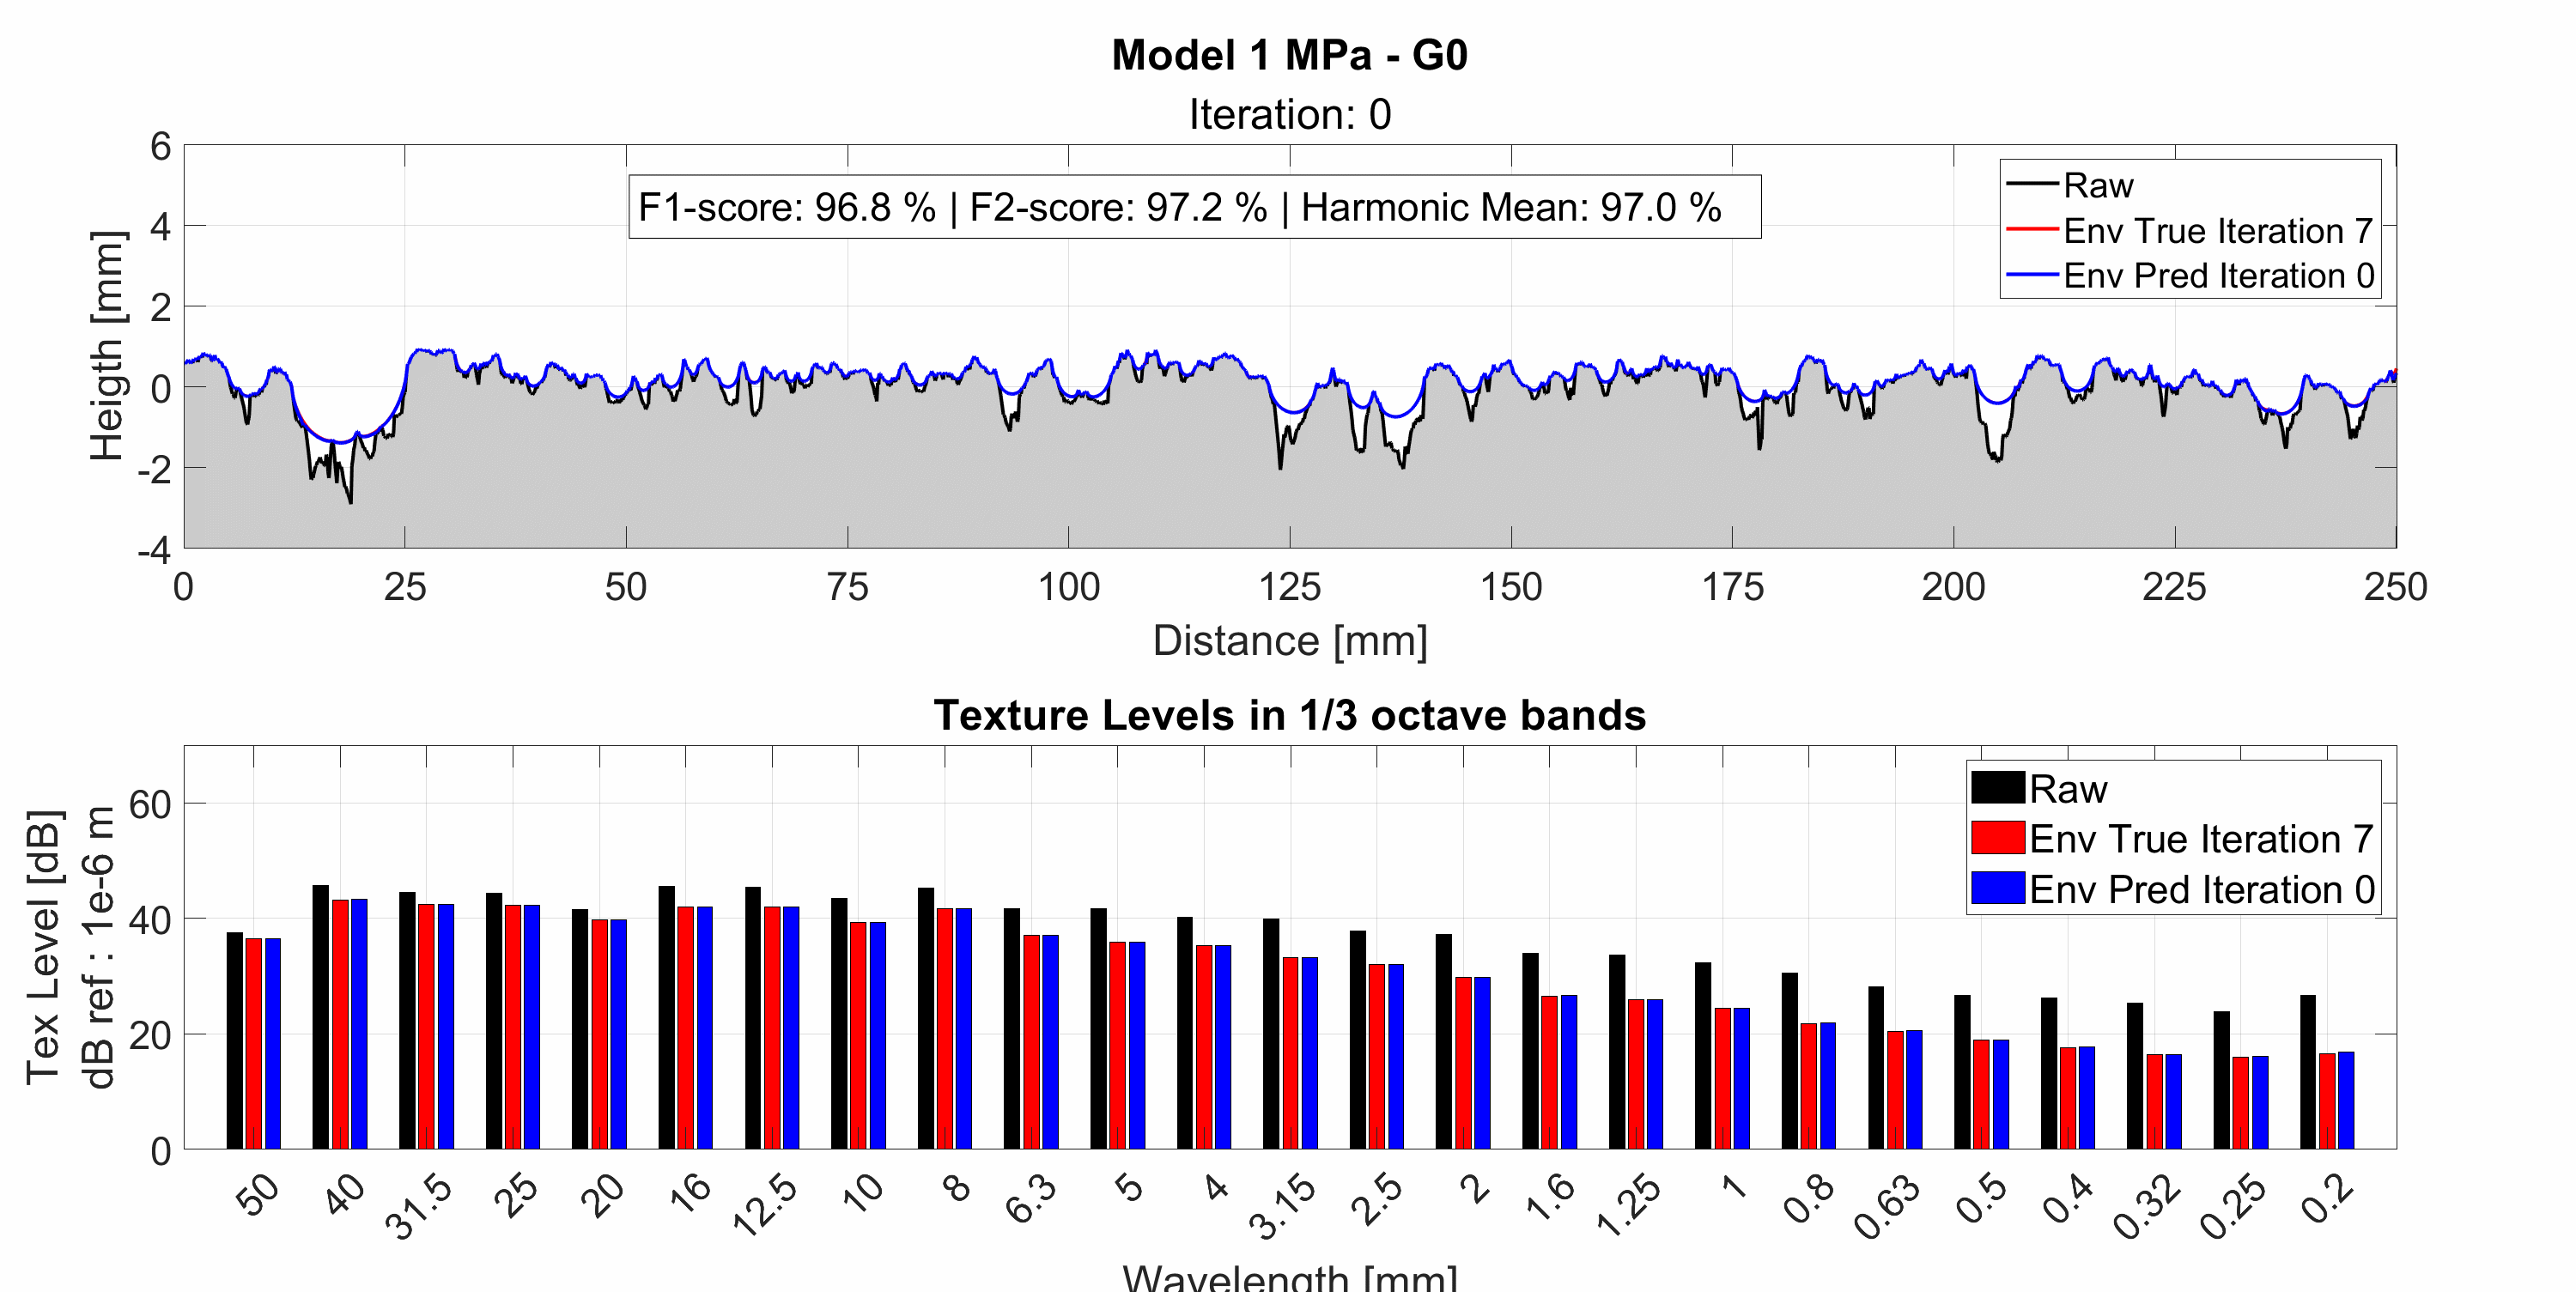 Model 1 MPa - G0
Iteration: 0
F1-score: 96.8 % | F2-score: 97.2 % | Harmonic Mean: 97.0 %
Raw
Env True Iteration 7
Env Pred Iteration 0
Heigth [mm]
6
4
2
0
-2
-4
0 25 50 75 100 125 150 175 200 225 250
Distance [mm]
Texture Levels in 1/3 octave bands
Raw
Env True Iteration 7
Env Pred Iteration 0
Tex Level [dB]
dB ref : 1e-6 m
60
40
20
0
50 40 31.5 25 20 16 12.5 10 8 6.3 5 4 3.15 2.5 2 1.6 1.25 1 0.8 0.63 0.5 0.4 0.32 0.25 0.2
Wavelength [mm]